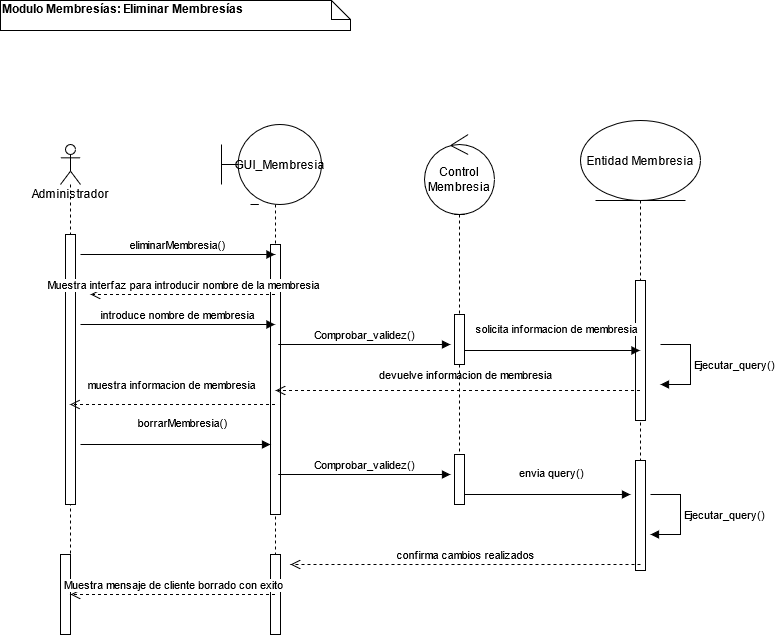 Modulo Membresías: Eliminar Membresías
GUI_Membresia
Entidad Membresia
Control
Membresia
Administrador
eliminarMembresia()
Muestra interfaz para introducir nombre de la membresia
introduce nombre de membresia
Comprobar_validez()
solicita informacion de membresia
Ejecutar_query()
devuelve informacion de membresia
muestra informacion de membresia
borrarMembresia()
Comprobar_validez()
envia query()
Ejecutar_query()
confirma cambios realizados
Muestra mensaje de cliente borrado con exito